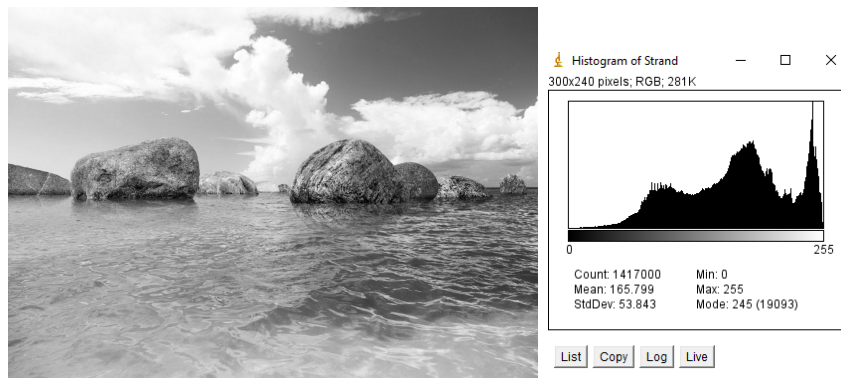 Histogram of Strand
300x240 pixels; RGB; 281K
0 255
Count: 1417000 Min: 0
Mean: 165.799 Max: 255
StdDev: 53.843 Mode: 245 (19093)
List Copy Log Live